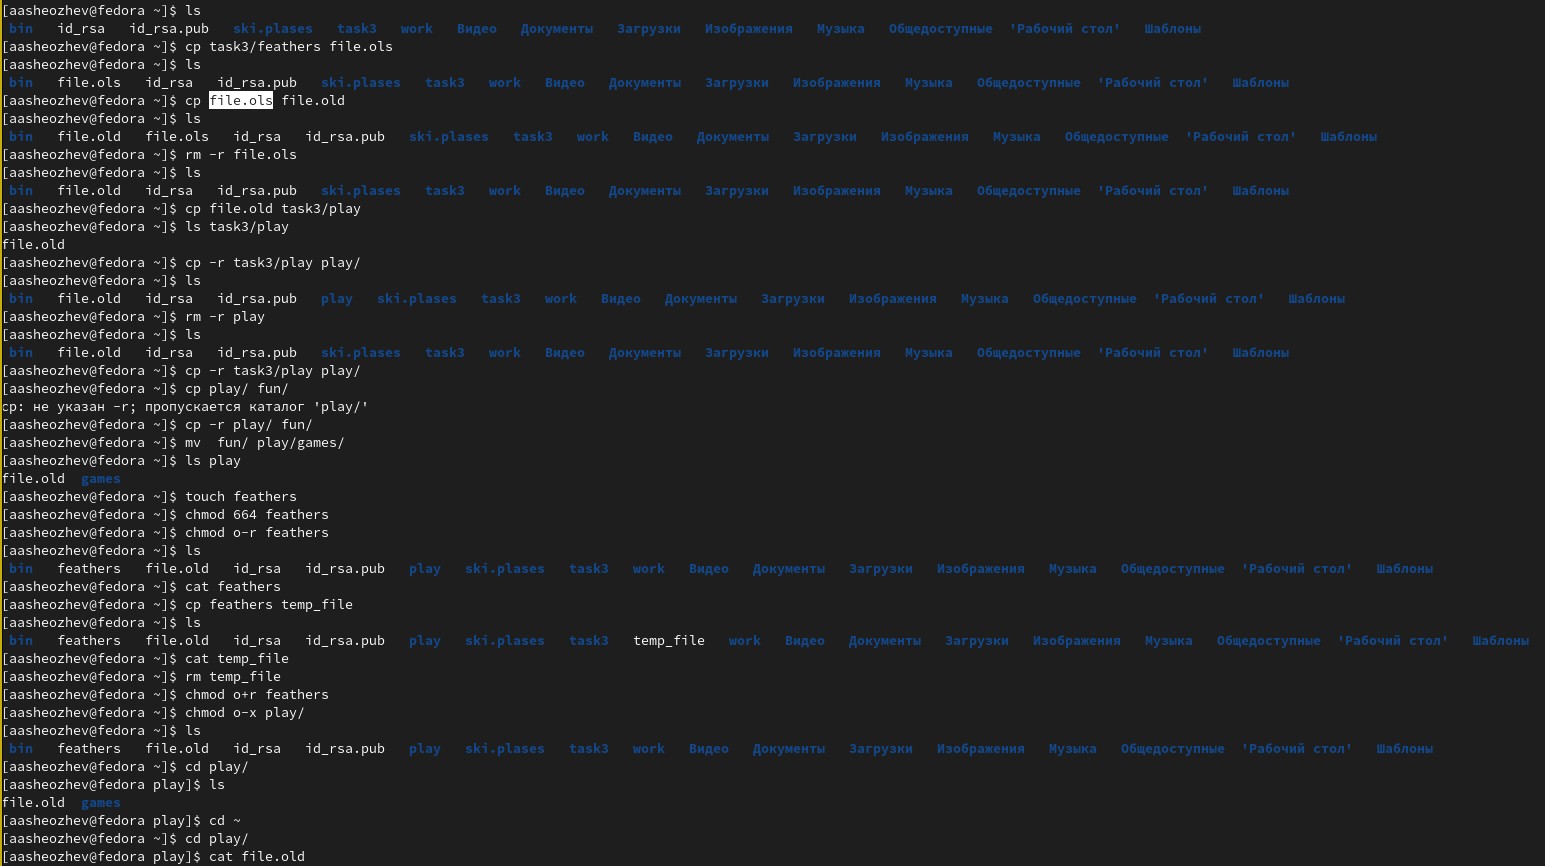 [aasheozhev@fedora ~]$ ls
bin id_rsa id_rsa.pub ski.plases task3 work Видео Документы Загрузки Изображения Музыка Общедоступные 'Рабочий стол' Шаблоны
[aasheozhev@fedora ~]$ cp task3/feathers file.ols
[aasheozhev@fedora ~]$ ls
bin file.ols id_rsa id_rsa.pub ski.plases task3 work Видео Документы Загрузки Изображения Музыка Общедоступные 'Рабочий стол' Шаблоны
[aasheozhev@fedora ~]$ cp file.ols file.old
[aasheozhev@fedora ~]$ ls
bin file.old file.ols id_rsa id_rsa.pub ski.plases task3 work Видео Документы Загрузки Изображения Музыка Общедоступные 'Рабочий стол' Шаблоны
[aasheozhev@fedora ~]$ rm -r file.ols
[aasheozhev@fedora ~]$ ls
bin file.old id_rsa id_rsa.pub ski.plases task3 work Видео Документы Загрузки Изображения Музыка Общедоступные 'Рабочий стол' Шаблоны
[aasheozhev@fedora ~]$ cp file.old task3/play
[aasheozhev@fedora ~]$ ls task3/play
file.old
[aasheozhev@fedora ~]$ cp -r task3/play play/
[aasheozhev@fedora ~]$ ls
bin file.old id_rsa id_rsa.pub play ski.plases task3 work Видео Документы Загрузки Изображения Музыка Общедоступные 'Рабочий стол' Шаблоны
[aasheozhev@fedora ~]$ rm -r play
[aasheozhev@fedora ~]$ ls
bin file.old id_rsa id_rsa.pub ski.plases task3 work Видео Документы Загрузки Изображения Музыка Общедоступные 'Рабочий стол' Шаблоны
[aasheozhev@fedora ~]$ cp -r task3/play play/
[aasheozhev@fedora ~]$ cp play/ fun/
cp: не указан -r; пропускается каталог 'play/'
[aasheozhev@fedora ~]$ cp -r play/ fun/
[aasheozhev@fedora ~]$ mv  fun/ play/games/
[aasheozhev@fedora ~]$ ls play
file.old games
[aasheozhev@fedora ~]$ touch feathers
[aasheozhev@fedora ~]$ chmod 664 feathers
[aasheozhev@fedora ~]$ chmod o-r feathers
[aasheozhev@fedora ~]$ ls
bin feathers file.old id_rsa id_rsa.pub play ski.plases task3 work Видео Документы Загрузки Изображения Музыка Общедоступные 'Рабочий стол' Шаблоны
[aasheozhev@fedora ~]$ cat feathers
[aasheozhev@fedora ~]$ cp feathers temp_file
[aasheozhev@fedora ~]$ ls
bin feathers file.old id_rsa id_rsa.pub play ski.plases task3 temp_file work Видео Документы Загрузки Изображения Музыка Общедоступные 'Рабочий стол' Шаблоны
[aasheozhev@fedora ~]$ cat temp_file
[aasheozhev@fedora ~]$ rm temp_file
[aasheozhev@fedora ~]$ chmod o+r feathers
[aasheozhev@fedora ~]$ chmod o-x play/
[aasheozhev@fedora ~]$ ls
bin feathers file.old id_rsa id_rsa.pub play ski.plases task3 work Видео Документы Загрузки Изображения Музыка Общедоступные 'Рабочий стол' Шаблоны
[aasheozhev@fedora ~]$ cd play/
[aasheozhev@fedora play]$ ls
file.old games
[aasheozhev@fedora play]$ cd ~
[aasheozhev@fedora ~]$ cd play/
[aasheozhev@fedora play]$ cat file.old